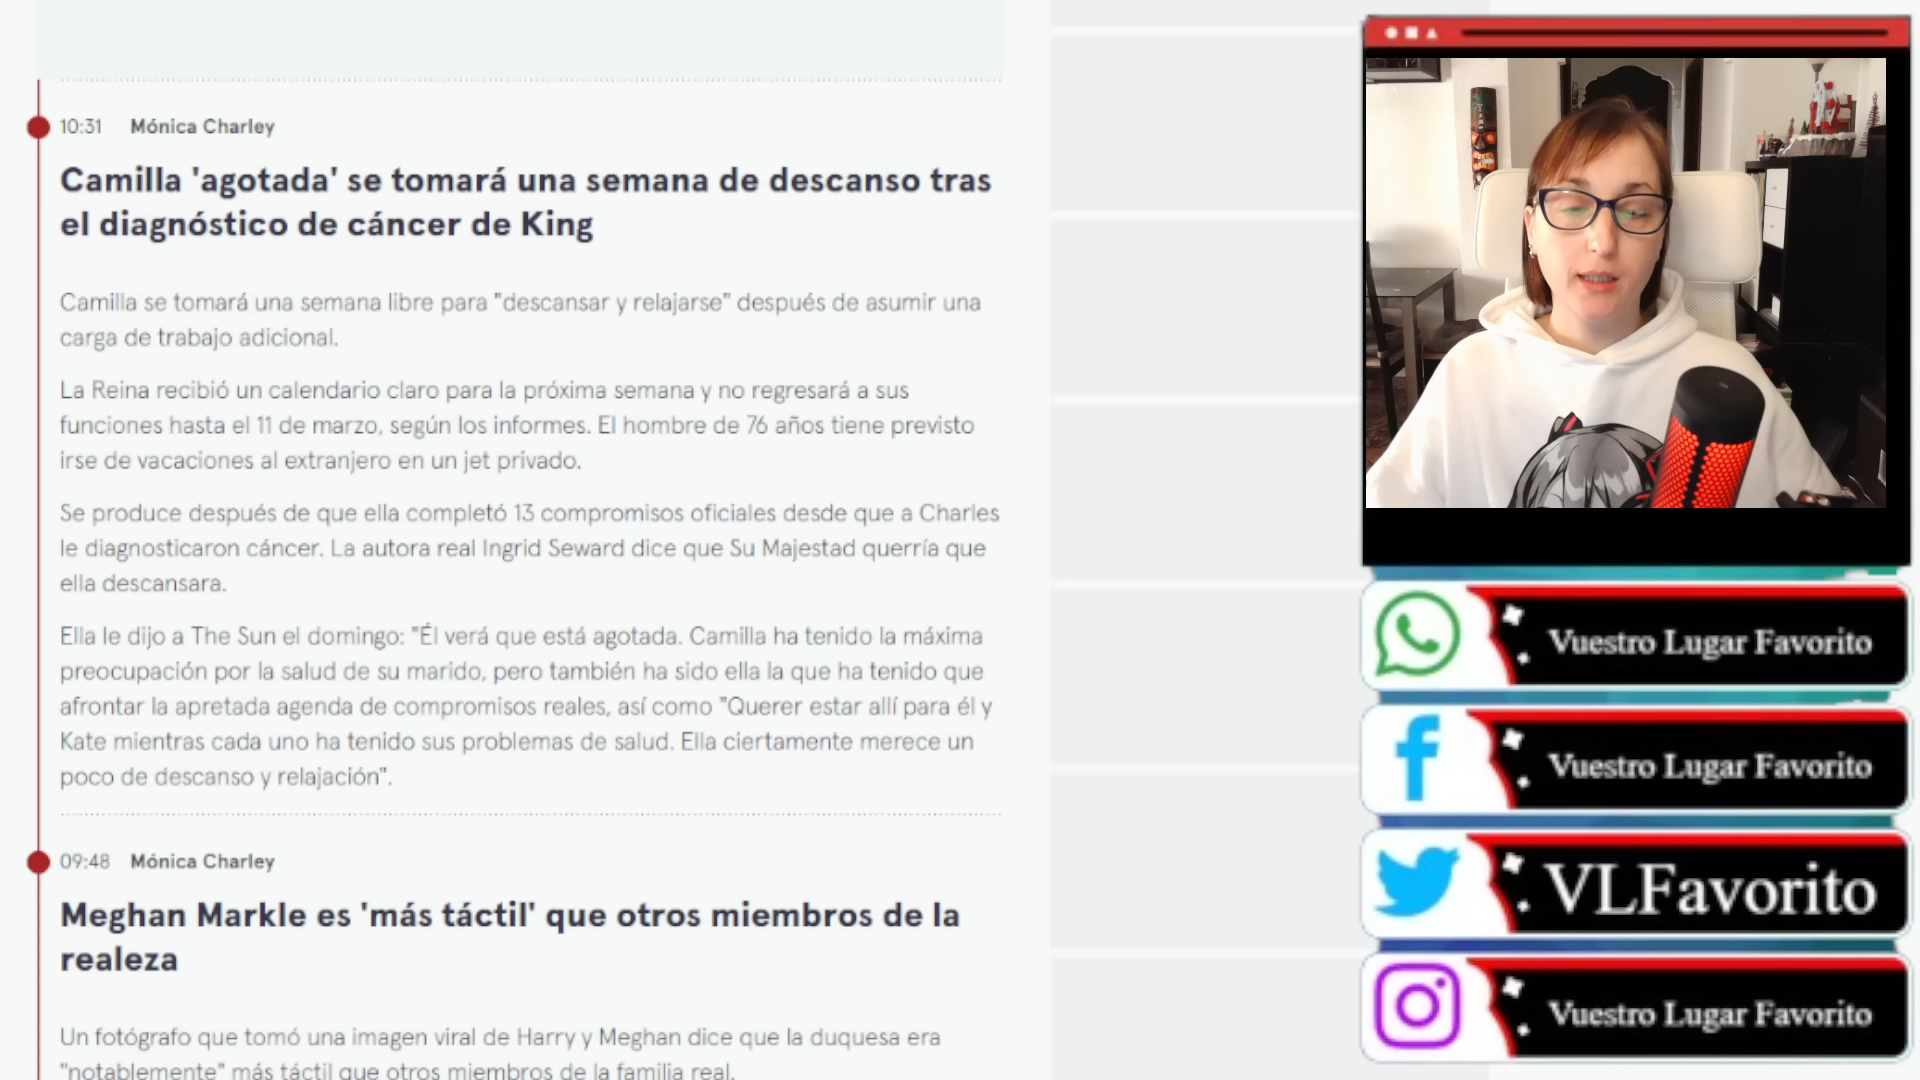 10:31 Mónica Charley
Camilla 'agotada' se tomará una semana de descanso tras
el diagnóstico de cáncer de King
Camilla se tomará una semana libre para "descansar y relajarse" después de asumir una
carga de trabajo adicional.
La Reina recibió un calendario claro para la próxima semana y no regresará a sus
funciones hasta el 11 de marzo, según los informes. El hombre de 76 años tiene previsto
irse de vacaciones al extranjero en un jet privado.
Se produce después de que ella completó 13 compromisos oficiales desde que a Charles
le diagnosticaron cáncer. La autora real Ingrid Seward dice que Su Majestad querría que
ella descansara.
Ella le dijo a The Sun el domingo: "Él verá que está agotada. Camilla ha tenido la máxima
preocupación por la salud de su marido, pero también ha sido ella la que ha tenido que
afrontar la apretada agenda de compromisos reales, así como "Querer estar allí para él y
Kate mientras cada uno ha tenido sus problemas de salud. Ella ciertamente merece un
poco de descanso y relajación".
09:48 Mónica Charley
Meghan Markle es 'más táctil' que otros miembros de la
realeza
Un fotógrafo que tomó una imagen viral de Harry y Meghan dice que la duquesa era
"notablemente" más táctil que otros miembros de la familia real.
Vuestro Lugar Favorito
Vuestro Lugar Favorito
VLFavorito
Vuestro Lugar Favorito